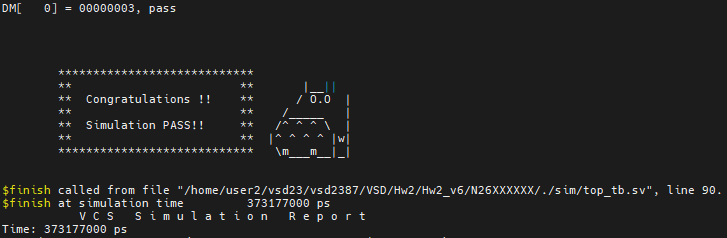 DM[   0] = 00000003, pass
****************************
**                        **       |__||
**  Congratulations !!    **      / O.O  |
**                        **    /_____   |
**  Simulation PASS!!     **   /^ ^ ^ \  |
**                        **  |^ ^ ^ ^ |w|
****************************   \m___m__|_|
$finish called from file "/home/user2/vsd23/vsd2387/VSD/Hw2/Hw2_v6/N26XXXXXX/./sim/top_tb.sv", line 90.
$finish at simulation time            373177000 ps
           V C S   S i m u l a t i o n   R e p o r t
Time: 373177000 ps